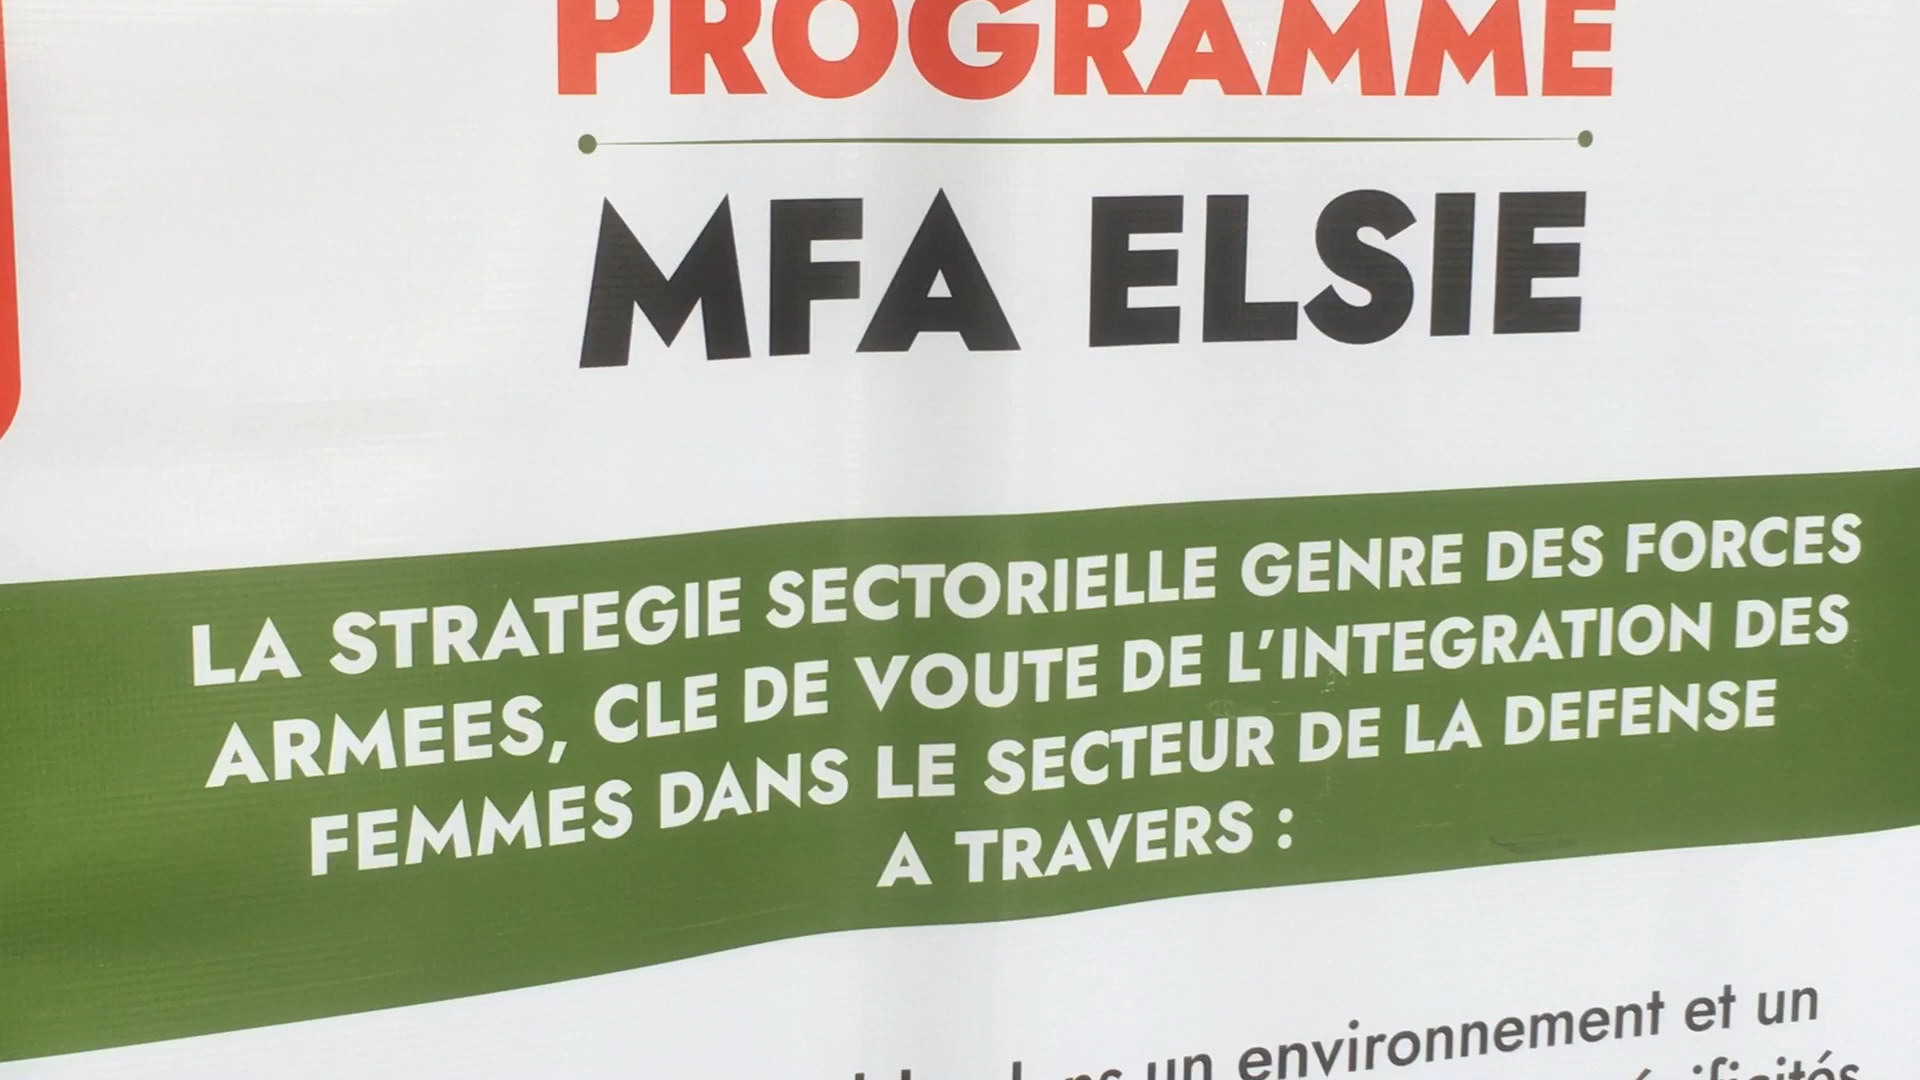 PROGRAMME
MFA ELSIE
LA STRATEGIE SECTORIELLE GENRE DES FORCES
ARMEES, CLE DE VOUTE DE L'INTEGRATION DES
FEMMES DANS LE SECTEUR DE LA DEFENSE
A TRAVERS :
un environnement et un